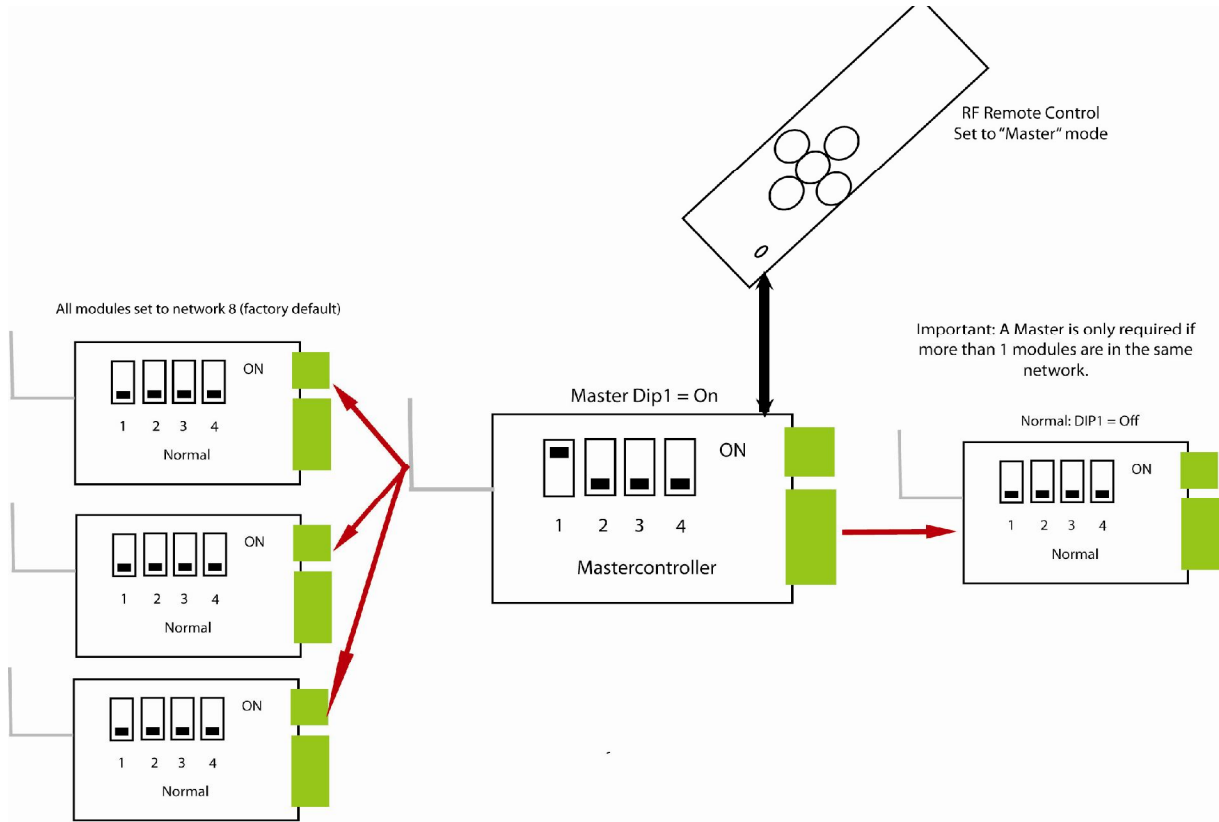 RF Remote Control
Set to “Master” mode
All modules set to network 8 (factory default)
ON
1 2 3 4
Normal
ON
1 2 3 4
Normal
ON
1 2 3 4
Normal
Master Dip1 = On
ON
1 2 3 4
Mastercontroller
Important: A Master is only required if
more than 1 modules are in the same
network.
Normal: DIP1 = Off
ON
1 2 3 4
Normal